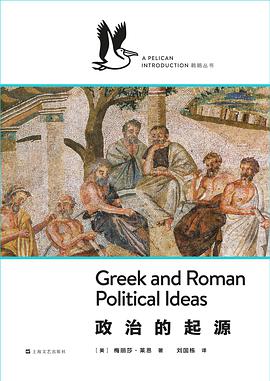 A PELICAN
INTRODUCTION 鹈鹕丛书
Greek and Roman
Political Ideas
政治的起源
[美] 梅丽莎·莱恩 著 刘国栋 译
上海文艺出版社